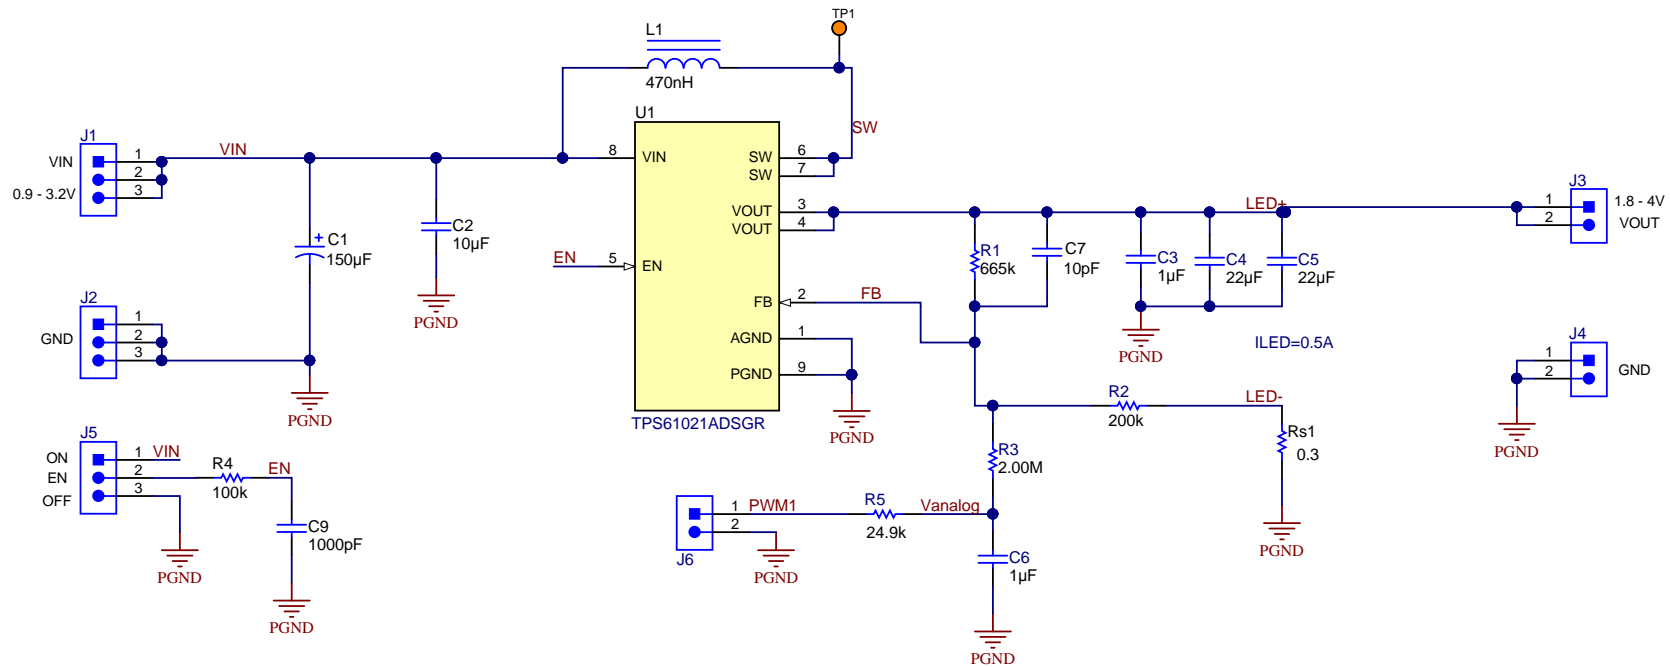 TP1
L1
470nH
U1
SW
J1
VIN
0.9 - 3.2V
1
2
3
VIN
8
VIN
SW
6
SW
7
VOUT
3
VOUT
4
EN
5
EN
FB
2
FB
AGND
1
PGND
9
TPS61021ADSGR
PGND
C1
150µF
+
C2
10µF
PGND
J2
GND
1
2
3
PGND
J5
ON
EN
OFF
1
2
3
VIN
R4
100k
EN
C9
1000pF
PGND
PGND
R1
665k
C7
10pF
C3
1µF
C4
22µF
C5
22µF
LED+
PGND
ILED=0.5A
J3
1
2
1.8 - 4V
VOUT
J4
1
2
GND
PGND
R2
200k
LED-
Rs1
0.3
PGND
R3
2.00M
J6
1
2
PWM1
PGND
R5
24.9k
Vanalog
C6
1µF
PGND